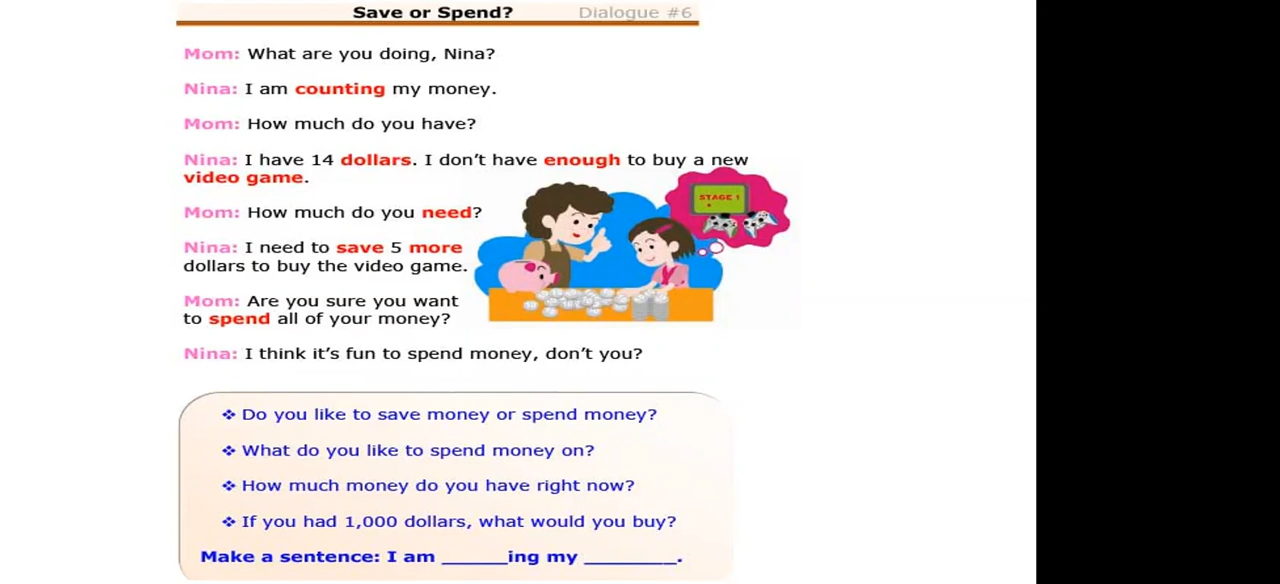 Save or Spend? Dialogue #6
Mom: What are you doing, Nina?
Nina: I am counting my money.
Mom: How much do you have?
Nina: I have 14 dollars. I don't have enough to buy a new
video game.
STAGE 1
Mom: How much do you need?
Nina: I need to save 5 more
dollars to buy the video game.
Mom: Are you sure you want
to spend all of your money?
Nina: I think it's fun to spend money, don't you?
❖ Do you like to save money or spend money?
❖ What do you like to spend money on?
❖ How much money do you have right now?
❖ If you had 1,000 dollars, what would you buy?
Make a sentence: I am ______ing my ________.